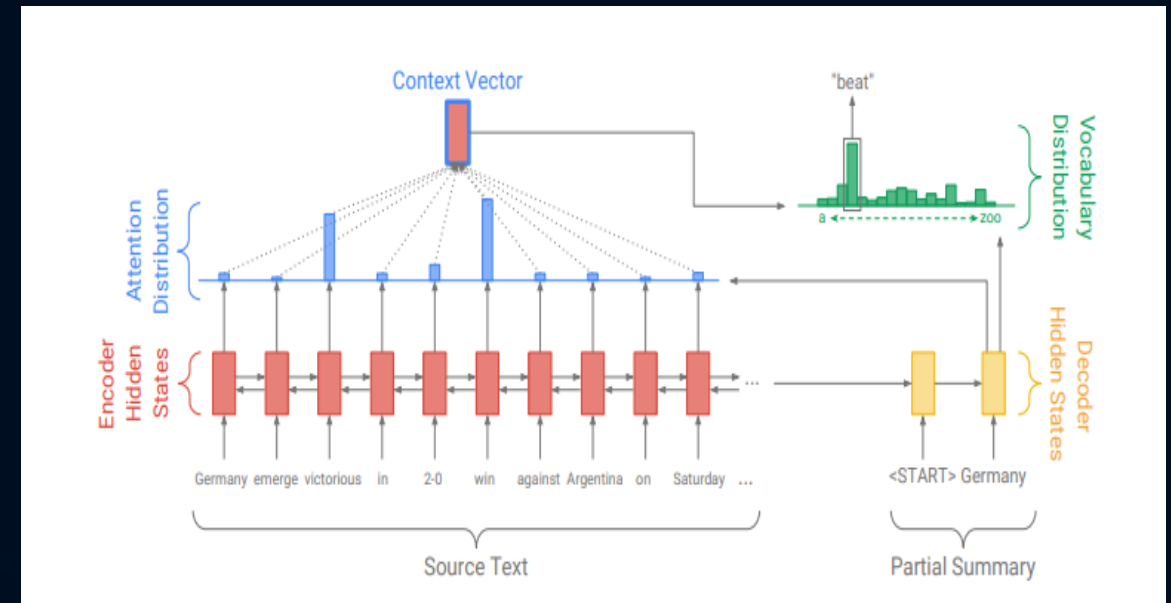 Context Vector
"beat"
Attention
Distribution
a
zoo
Vocabulary
Distribution
Encoder
Hidden
States
...
Decoder
Hidden States
Germany emerge victorious in 2-0 win against Argentina on Saturday ...
<START> Germany
Source Text
Partial Summary